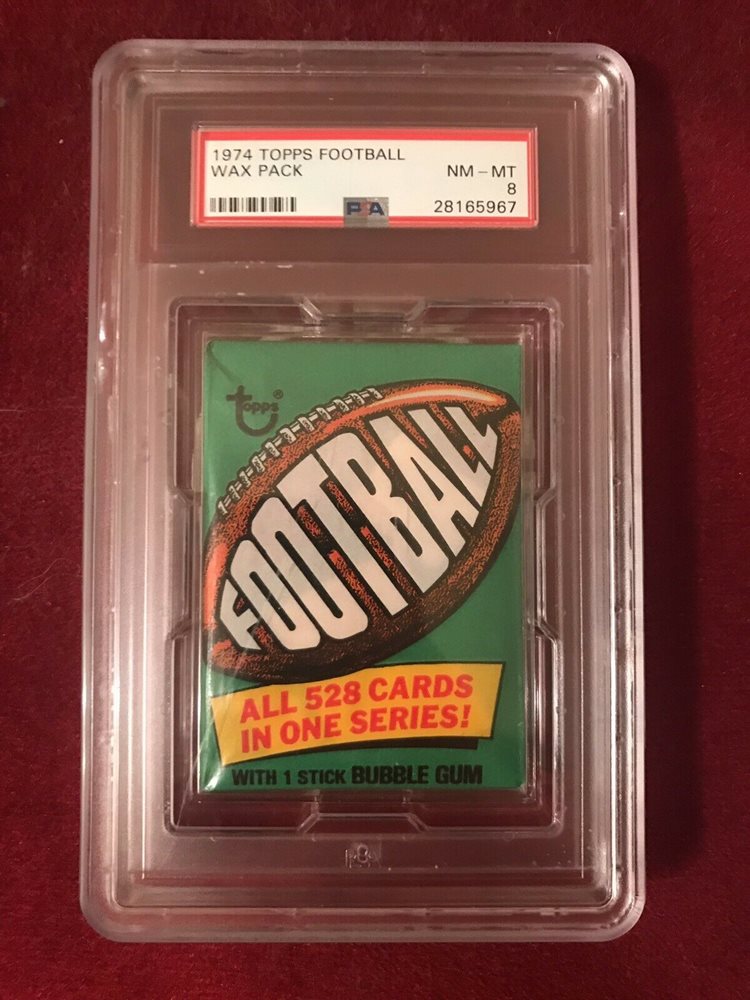 1974 TOPPS FOOTBALL
WAX PACK
NM - MT
8
PSA
28165967
topps®
FOOTBALL
ALL 528 CARDS
IN ONE SERIES!
WITH 1 STICK BUBBLE GUM